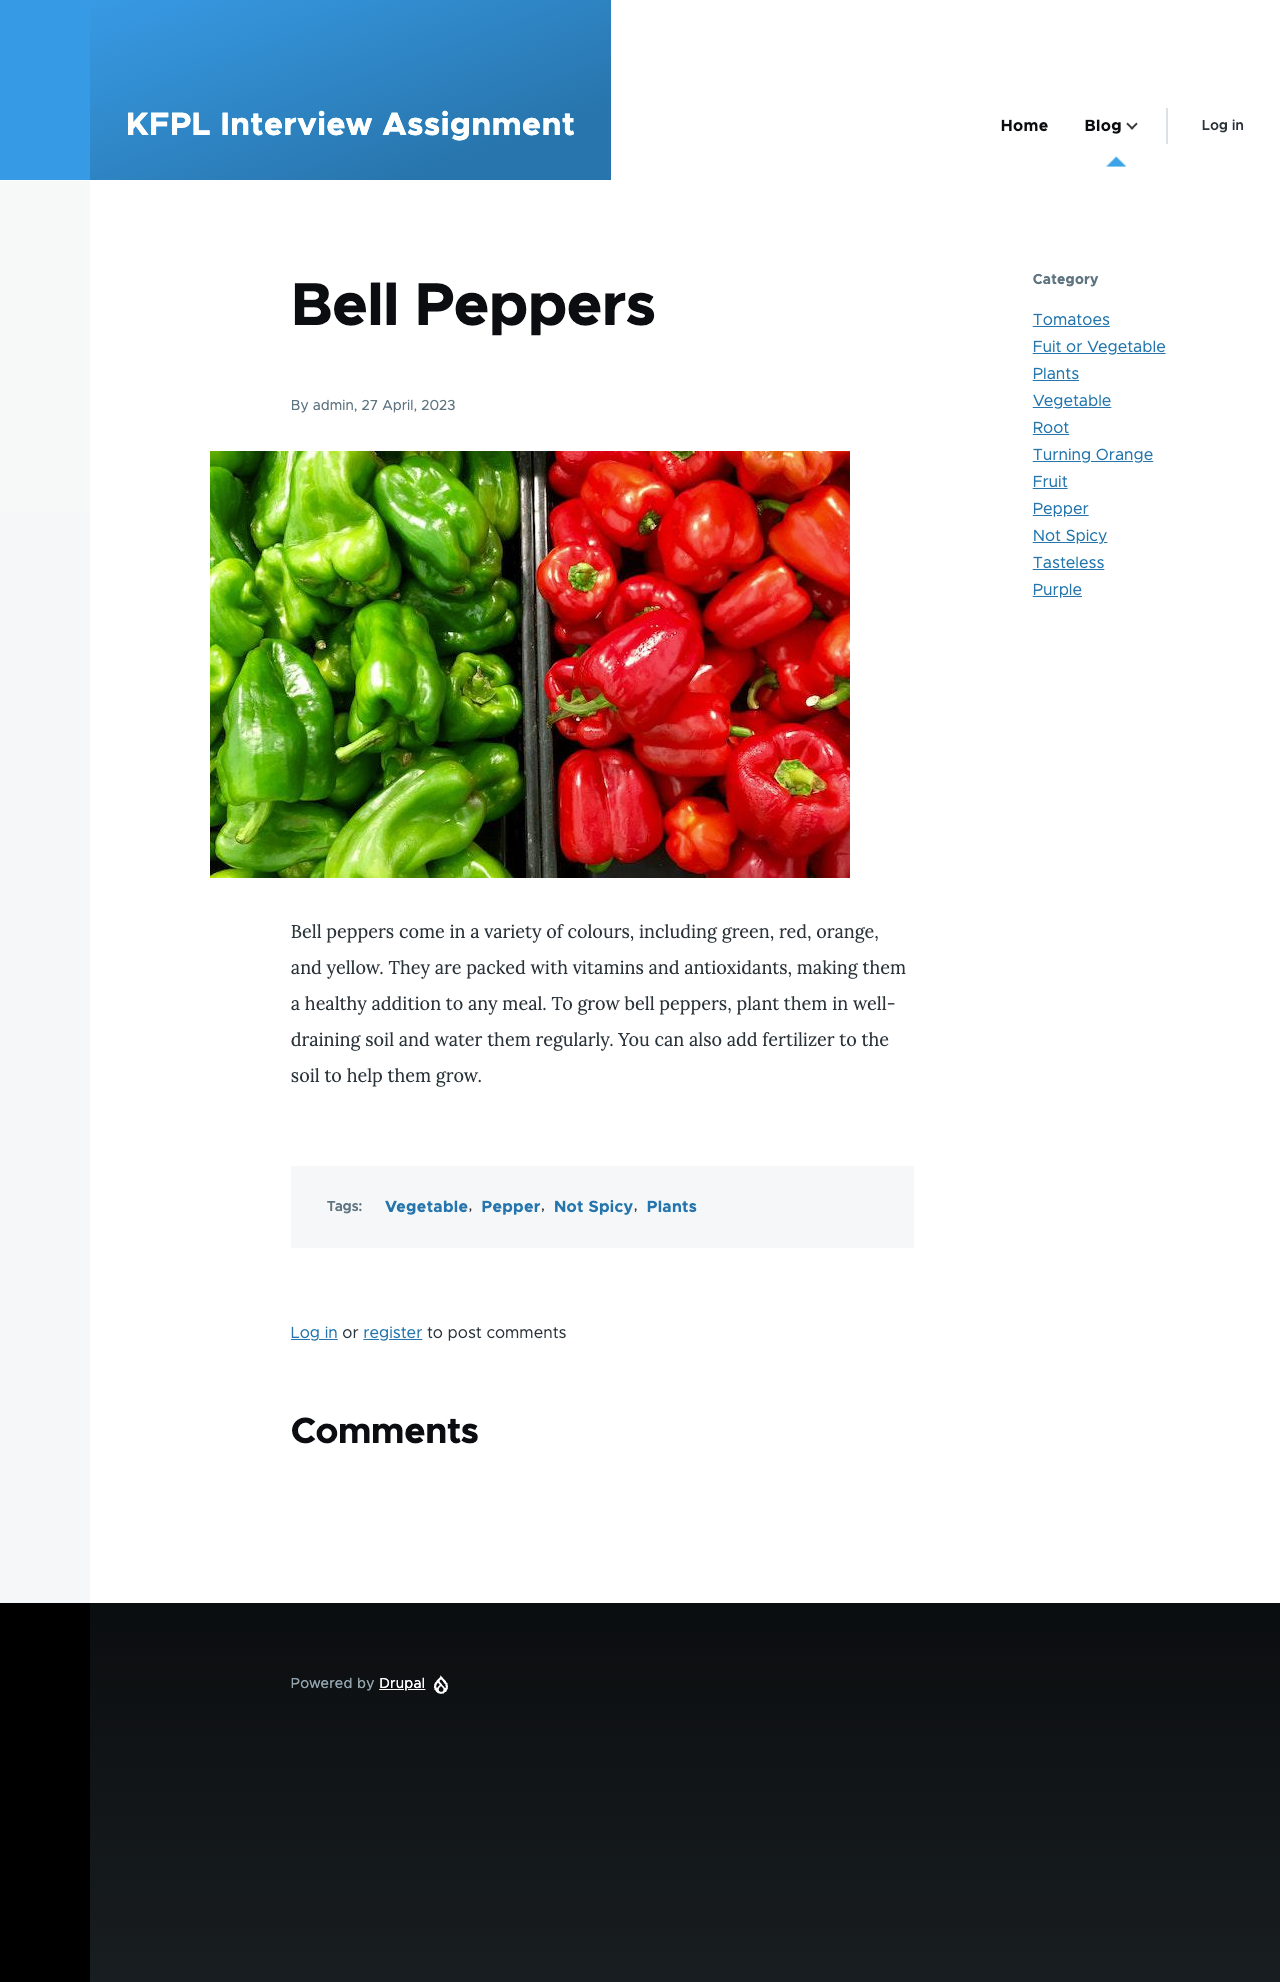 KFPL Interview Assignment
Home
Blog
Log in
Bell Peppers
By admin, 27 April, 2023
Bell peppers come in a variety of colours, including green, red, orange,
and yellow. They are packed with vitamins and antioxidants, making them
a healthy addition to any meal. To grow bell peppers, plant them in well-
draining soil and water them regularly. You can also add fertilizer to the
soil to help them grow.
Tags: Vegetable, Pepper, Not Spicy, Plants
Log in or register to post comments
Comments
Category
Tomatoes
Fuit or Vegetable
Plants
Vegetable
Root
Turning Orange
Fruit
Pepper
Not Spicy
Tasteless
Purple
Powered by Drupal